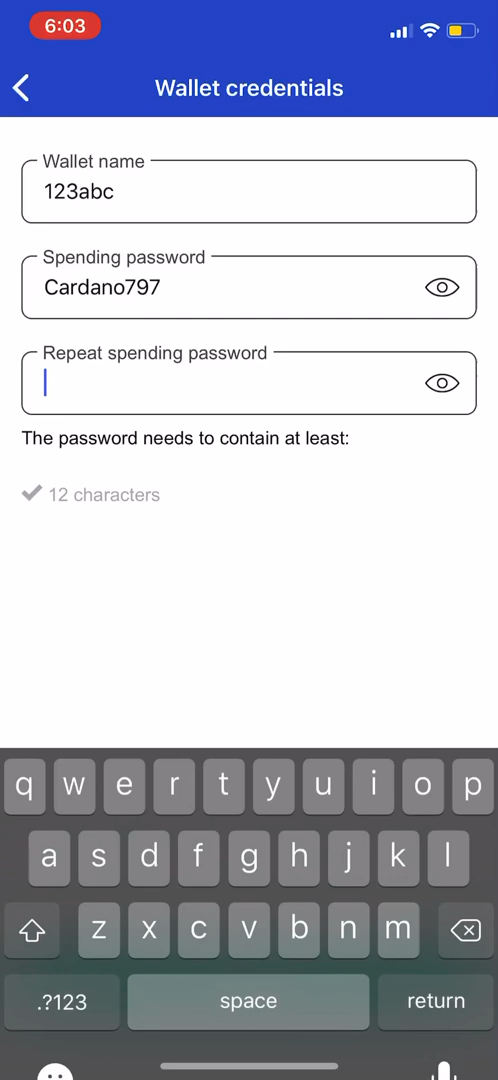 6:03
Wallet credentials
Wallet name
123abc
Spending password
Cardano797
Repeat spending password
The password needs to contain at least:
12 characters
q w e r t y u i o p
a s d f g h j k l
z x c v b n m
.?123 space return